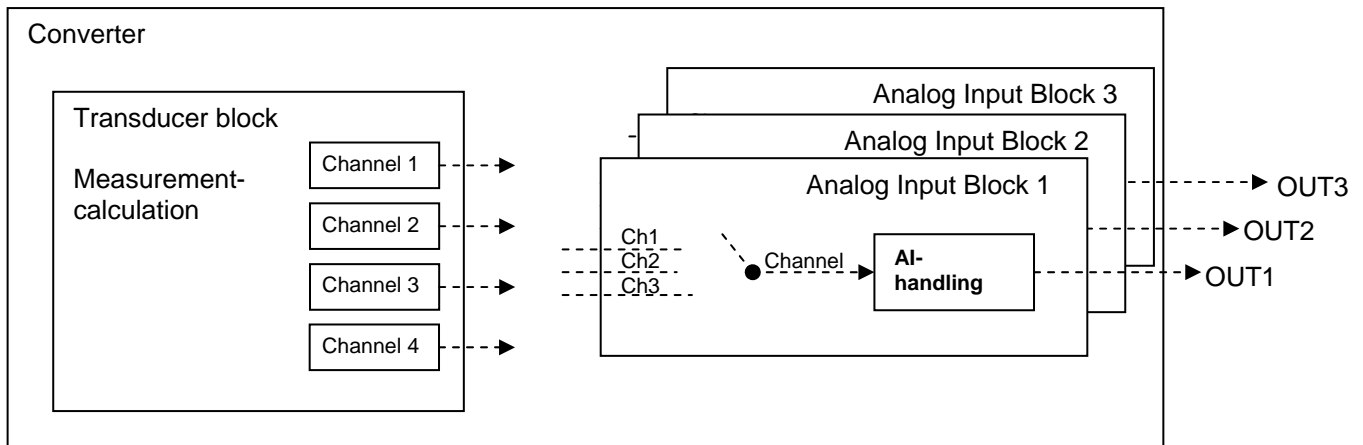 Converter
Transducer block
Measurement-
calculation
Channel 1
Channel 2
Channel 3
Channel 4
Analog Input Block 3
Analog Input Block 2
Analog Input Block 1
Ch1
Ch2
Ch3
Channel
AI-
handling
OUT3
OUT2
OUT1